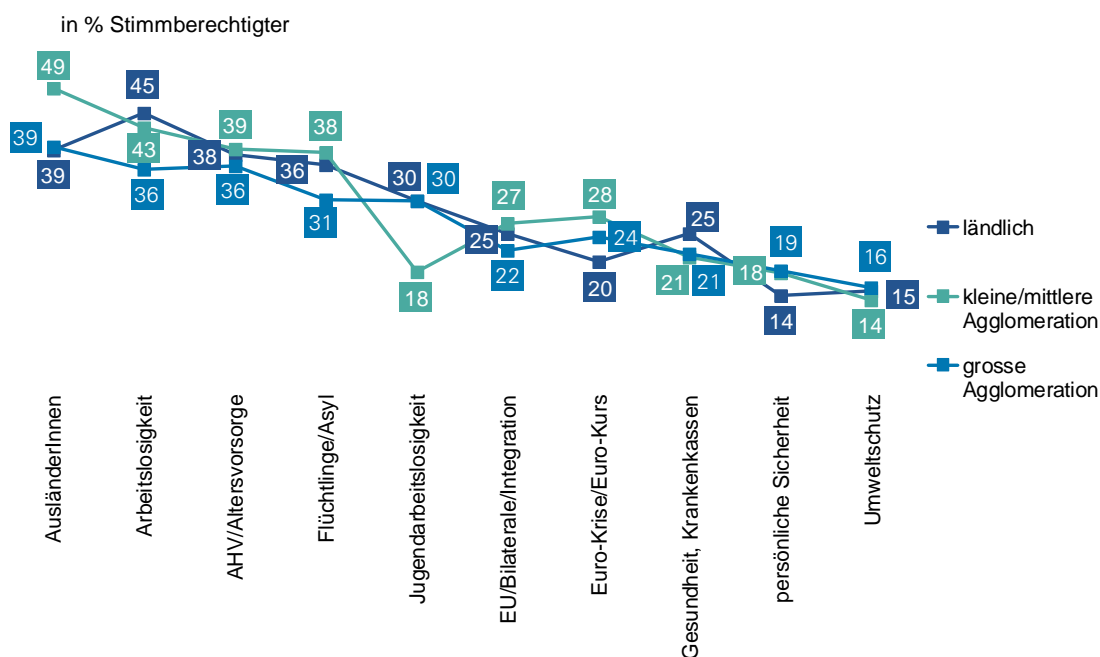 in % Stimmberechtigter
49
45
39
38
43
39
38
36
30
30
39
36
36
31
27
28
25
25
24
22
20
18
21
21
18
19
16
15
14
14
ländlich
kleine/mittlere
Agglomeration
grosse
Agglomeration
AusländerInnen
Arbeitslosigkeit
AHV/Altersvorsorge
Flüchtlinge/Asyl
Jugendarbeitslosigkeit
EU/Bilaterale/Integration
Euro-Krise/Euro-Kurs
Gesundheit, Krankenkassen
persönliche Sicherheit
Umweltschutz